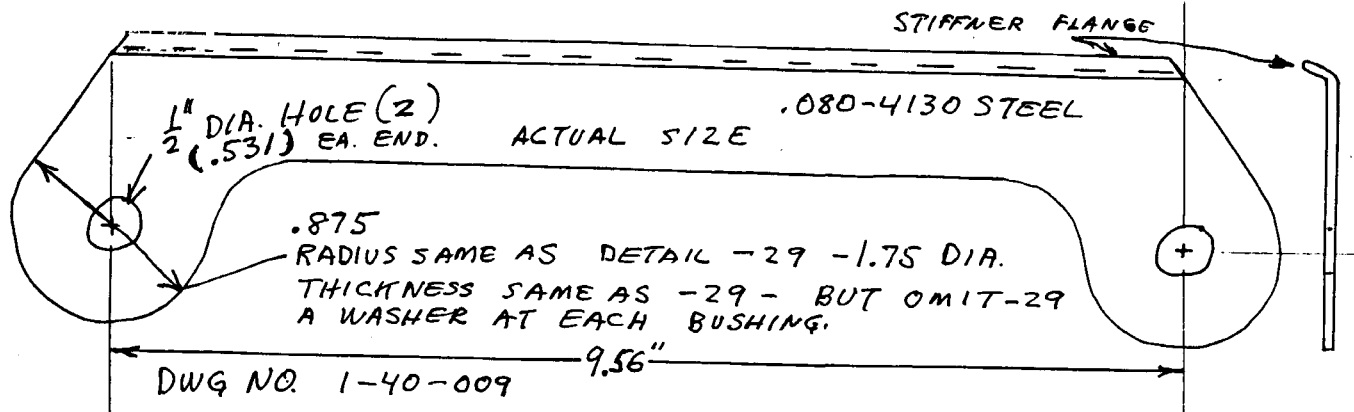 STIFFNER FLANGE
1/2" DIA. HOLE (2)
(.531) EA. END.
ACTUAL SIZE
.080-4130 STEEL
.875
RADIUS SAME AS DETAIL -29 -1.75 DIA.
THICKNESS SAME AS -29 - BUT OMIT-29
A WASHER AT EACH BUSHING.
9.56"
DWG NO. 1-40-009